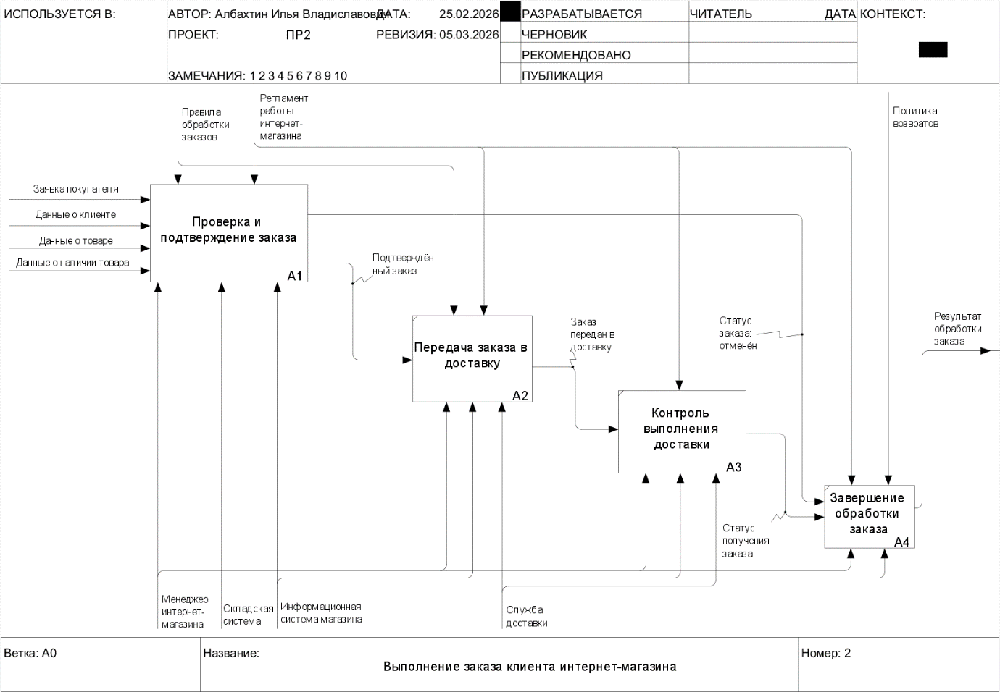 ИСПОЛЬЗУЕТСЯ В:
АВТОР: Албахтин Илья Владиславович
ДАТА: 25.02.2026
РАЗРАБАТЫВАЕТСЯ
ЧИТАТЕЛЬ
ДАТА
КОНТЕКСТ:
ПРОЕКТ: ПР2
РЕВИЗИЯ: 05.03.2026
ЧЕРНОВИК
РЕКОМЕНДОВАНО
ЗАМЕЧАНИЯ: 1 2 3 4 5 6 7 8 9 10
ПУБЛИКАЦИЯ
Правила
обработки
заказов
Регламент
работы
интернет-
магазина
Политика
возвратов
Заявка покупателя
Данные о клиенте
Данные о товаре
Данные о наличии товара
Проверка и
подтверждение заказа
A1
Подтверждён
ный заказ
Передача заказа в
доставку
A2
Заказ
передан в
доставку
Статус
заказа:
отменён
Результат
обработки
заказа
Контроль
выполнения
доставки
A3
Завершение
обработки
заказа
A4
Статус
получения
заказа
Менеджер
интернет-
магазина
Складская
система
Информационная
система магазина
Служба
доставки
Ветка: A0
Название:
Выполнение заказа клиента интернет-магазина
Номер: 2